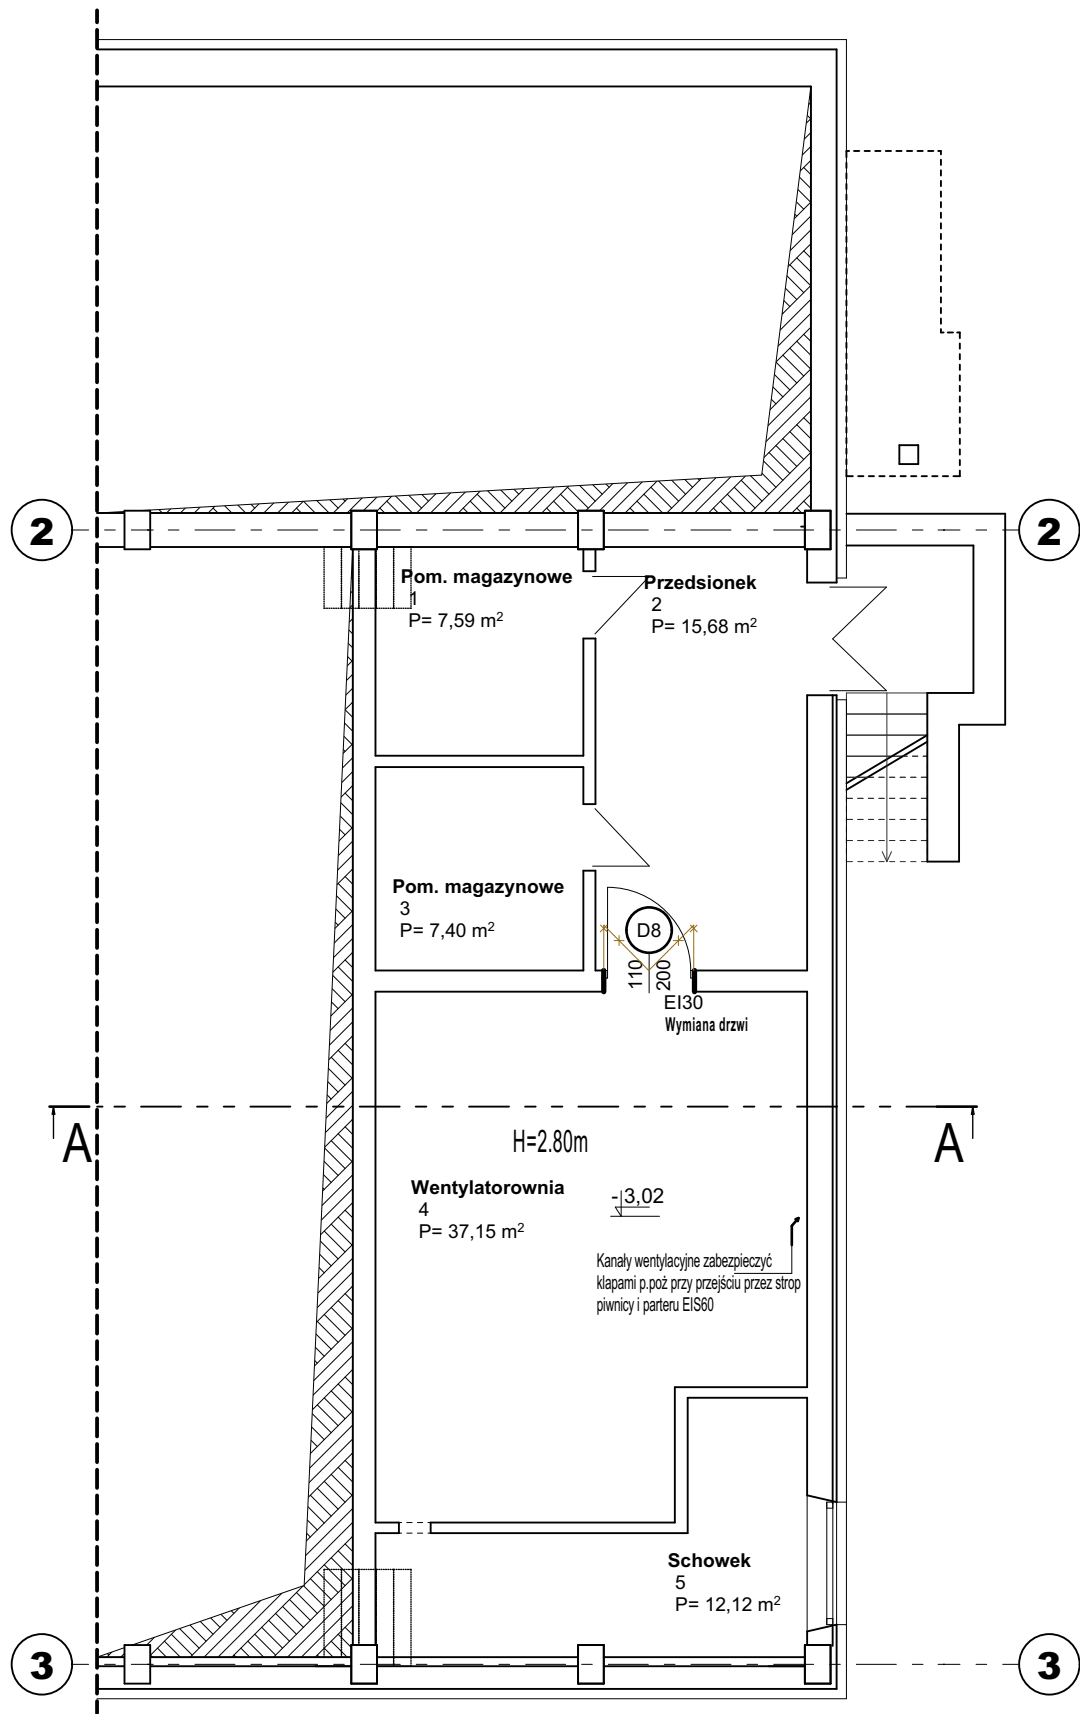 2
2
Pom. magazynowe
1
P= 7,59 m²
Przedsionek
2
P= 15,68 m²
Pom. magazynowe
3
P= 7,40 m²
D8
110
200
EI30
Wymiana drzwi
A
A
H=2.80m
Wentylatorownia
4
P= 37,15 m²
-3,02
Kanały wentylacyjne zabezpieczyć
klapami p.poż przy przejściu przez strop
piwnicy i parteru EIS60
Schowek
5
P= 12,12 m²
3
3